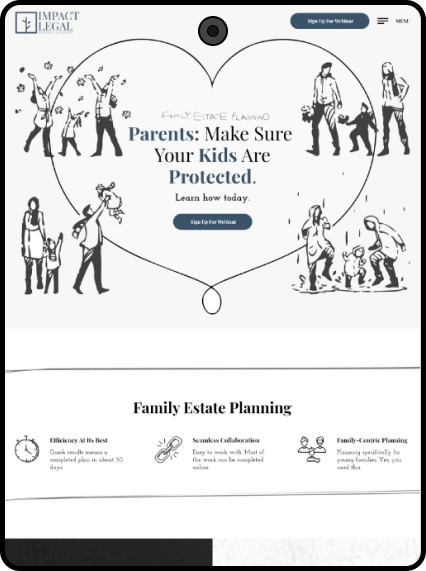 IMPACT
LEGAL
Sign Up For Webinar
MENU
FAMILY ESTATE PLANNING
Parents: Make Sure
Your Kids Are
Protected.
Learn how today.
Sign Up For Webinar
Family Estate Planning
Efficiency At Its Best
Quick results means a
completed plan in about 30
days
Seamless Collaboration
Easy to work with. Most of
the work can be completed
online
Family-Centric Planning
Planning specifically for
young families. Yes, you
need this.